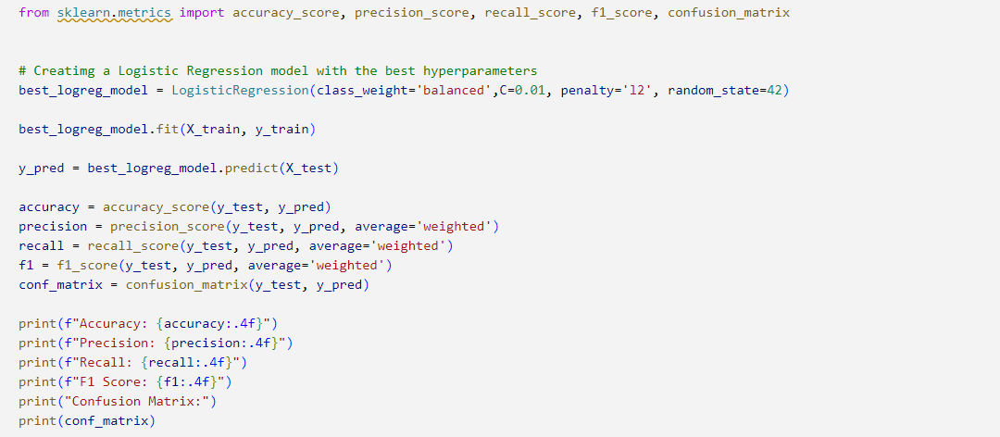 from sklearn.metrics import accuracy_score, precision_score, recall_score, f1_score, confusion_matrix
# Creatimg a Logistic Regression model with the best hyperparameters
best_logreg_model = LogisticRegression(class_weight='balanced',C=0.01, penalty='l2', random_state=42)
best_logreg_model.fit(X_train, y_train)
y_pred = best_logreg_model.predict(X_test)
accuracy = accuracy_score(y_test, y_pred)
precision = precision_score(y_test, y_pred, average='weighted')
recall = recall_score(y_test, y_pred, average='weighted')
f1 = f1_score(y_test, y_pred, average='weighted')
conf_matrix = confusion_matrix(y_test, y_pred)
print(f"Accuracy: {accuracy:.4f}")
print(f"Precision: {precision:.4f}")
print(f"Recall: {recall:.4f}")
print(f"F1 Score: {f1:.4f}")
print("Confusion Matrix:")
print(conf_matrix)